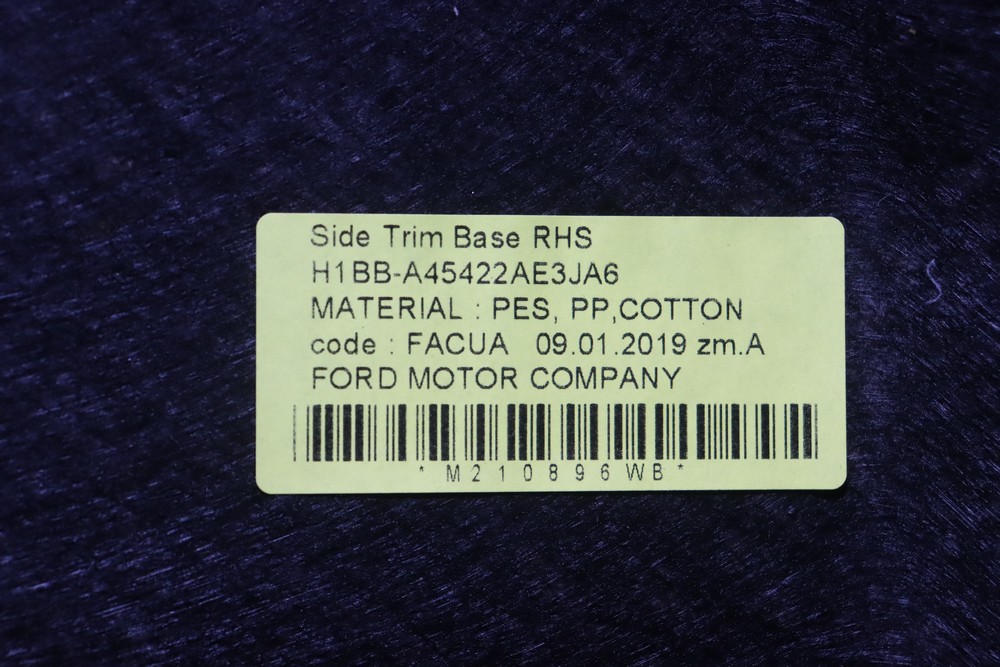 Side Trim Base RHS
H1BB-A45422AE3JA6
MATERIAL : PES, PP,COTTON
code : FACUA 09.01.2019 zm.A
FORD MOTOR COMPANY
*M210896WB*